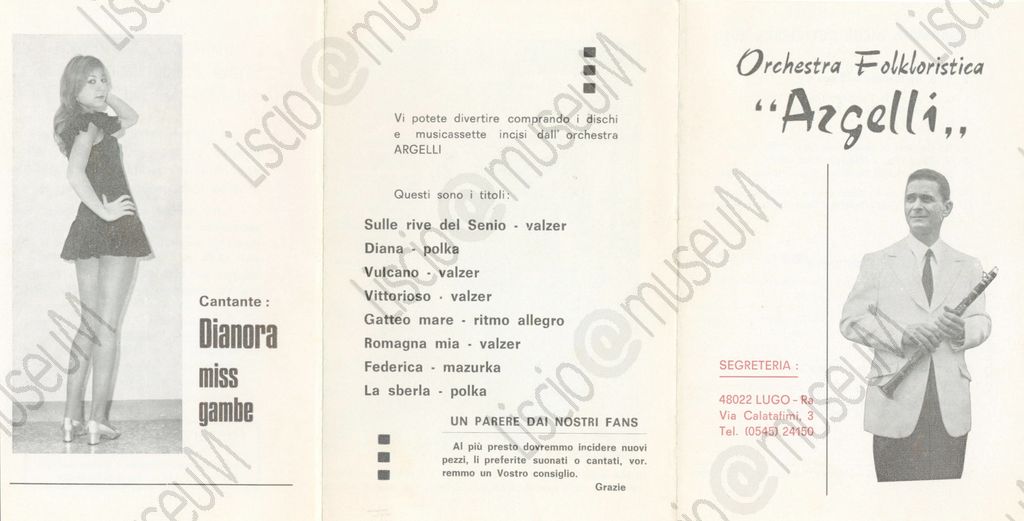 Cantante :
Dianora
miss
gambe
Vi potete divertire comprando i dischi
e musicassette incisi dall' orchestra
ARGELLI
Questi sono i titoli:
Sulle rive del Senio - valzer
Diana - polka
Vulcano - valzer
Vittorioso - valzer
Gatteo mare - ritmo allegro
Romagna mia - valzer
Federica - mazurka
La sberla - polka
UN PARERE DAI NOSTRI FANS
Al più presto dovremmo incidere nuovi
pezzi, li preferite suonati o cantati, vor.
remmo un Vostro consiglio.
Grazie
Orchestra Folkloristica
“Argelli„
SEGRETERIA :
48022 LUGO - Ra
Via Calatafimi, 3
Tel. (0545) 24150
Liscio@museuM